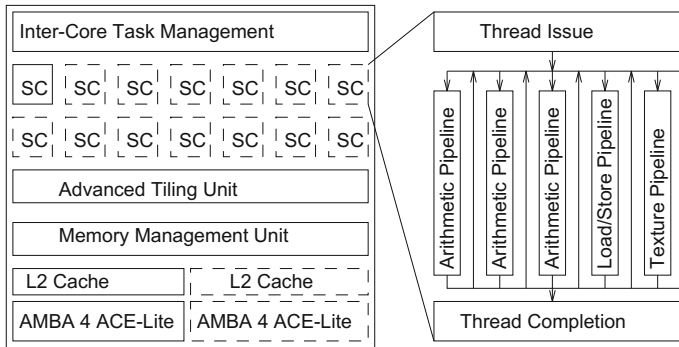 Inter-Core Task Management
SC SC SC SC SC SC SC
SC SC SC SC SC SC SC
Advanced Tiling Unit
Memory Management Unit
L2 Cache L2 Cache
AMBA 4 ACE-Lite AMBA 4 ACE-Lite
Thread Issue
Arithmetic Pipeline
Arithmetic Pipeline
Arithmetic Pipeline
Load/Store Pipeline
Texture Pipeline
Thread Completion